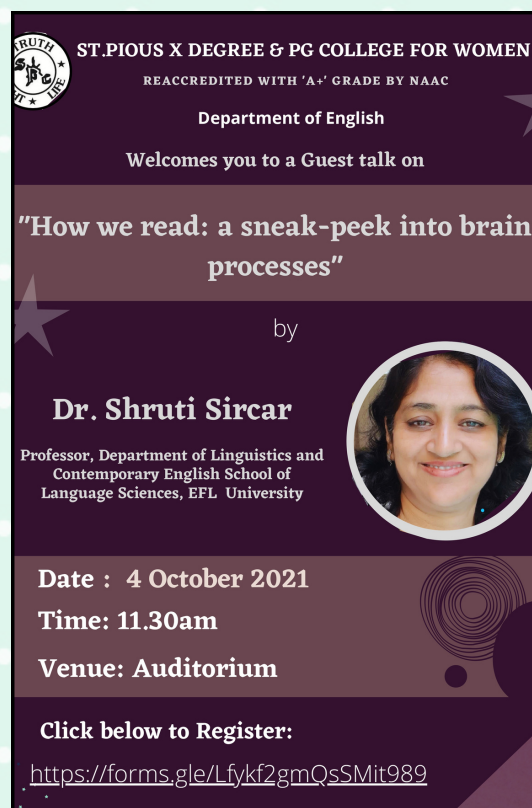 TRUTH
SPC
LIFE
ST.PIOUS X DEGREE & PG COLLEGE FOR WOMEN
REACCREDITED WITH 'A+' GRADE BY NAAC
Department of English
Welcomes you to a Guest talk on
"How we read: a sneak-peek into brain
processes"
by
Dr. Shruti Sircar
Professor, Department of Linguistics and
Contemporary English School of
Language Sciences, EFL University
Date : 4 October 2021
Time: 11.30am
Venue: Auditorium
Click below to Register:
https://forms.gle/Lfykf2gmQsSMit989